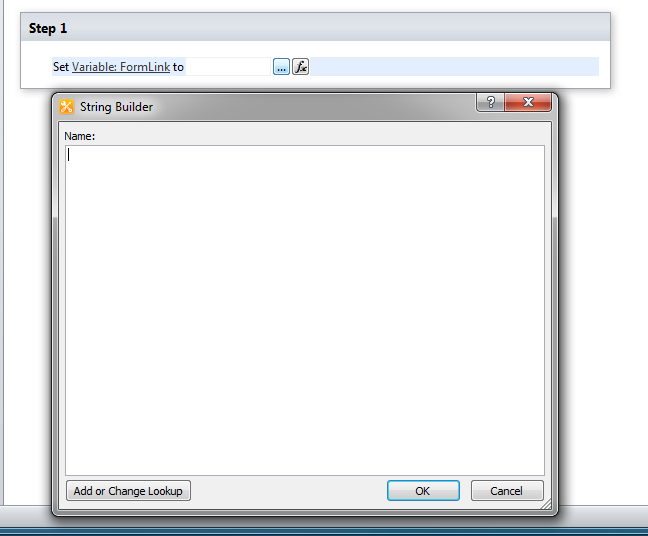 Step 1
Set Variable: FormLink to ... fx
String Builder ?
Name:
Add or Change Lookup OK Cancel